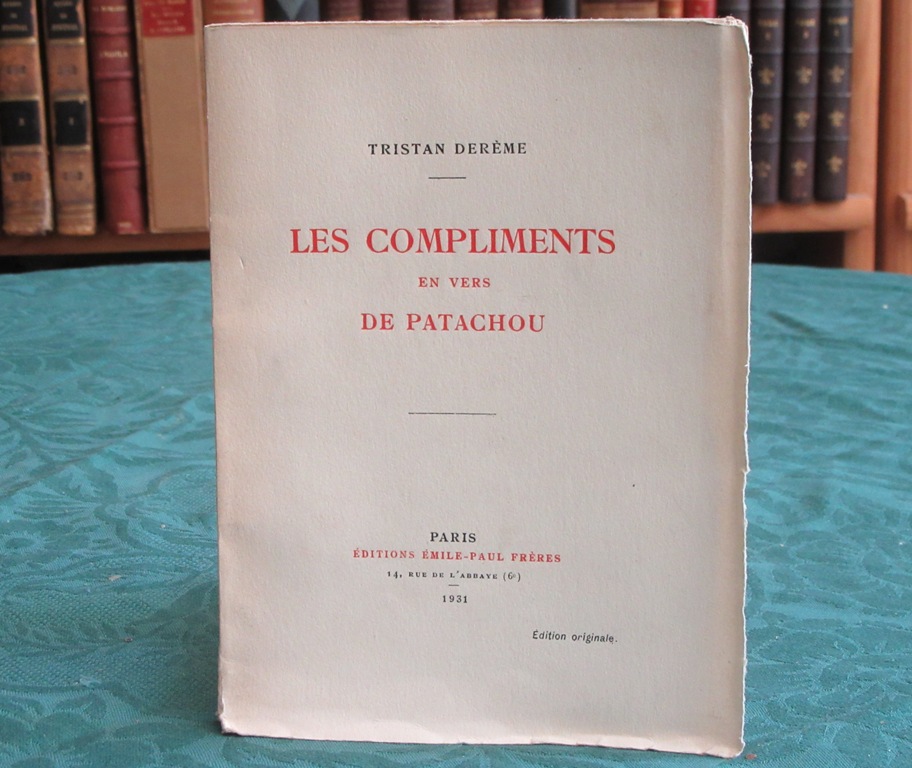 TRISTAN DERÈME
LES COMPLIMENTS
EN VERS
DE PATACHOU
PARIS
ÉDITIONS ÉMILE-PAUL FRÈRES
14, RUE DE L'ABBAYE (6e)
1931
Édition originale.